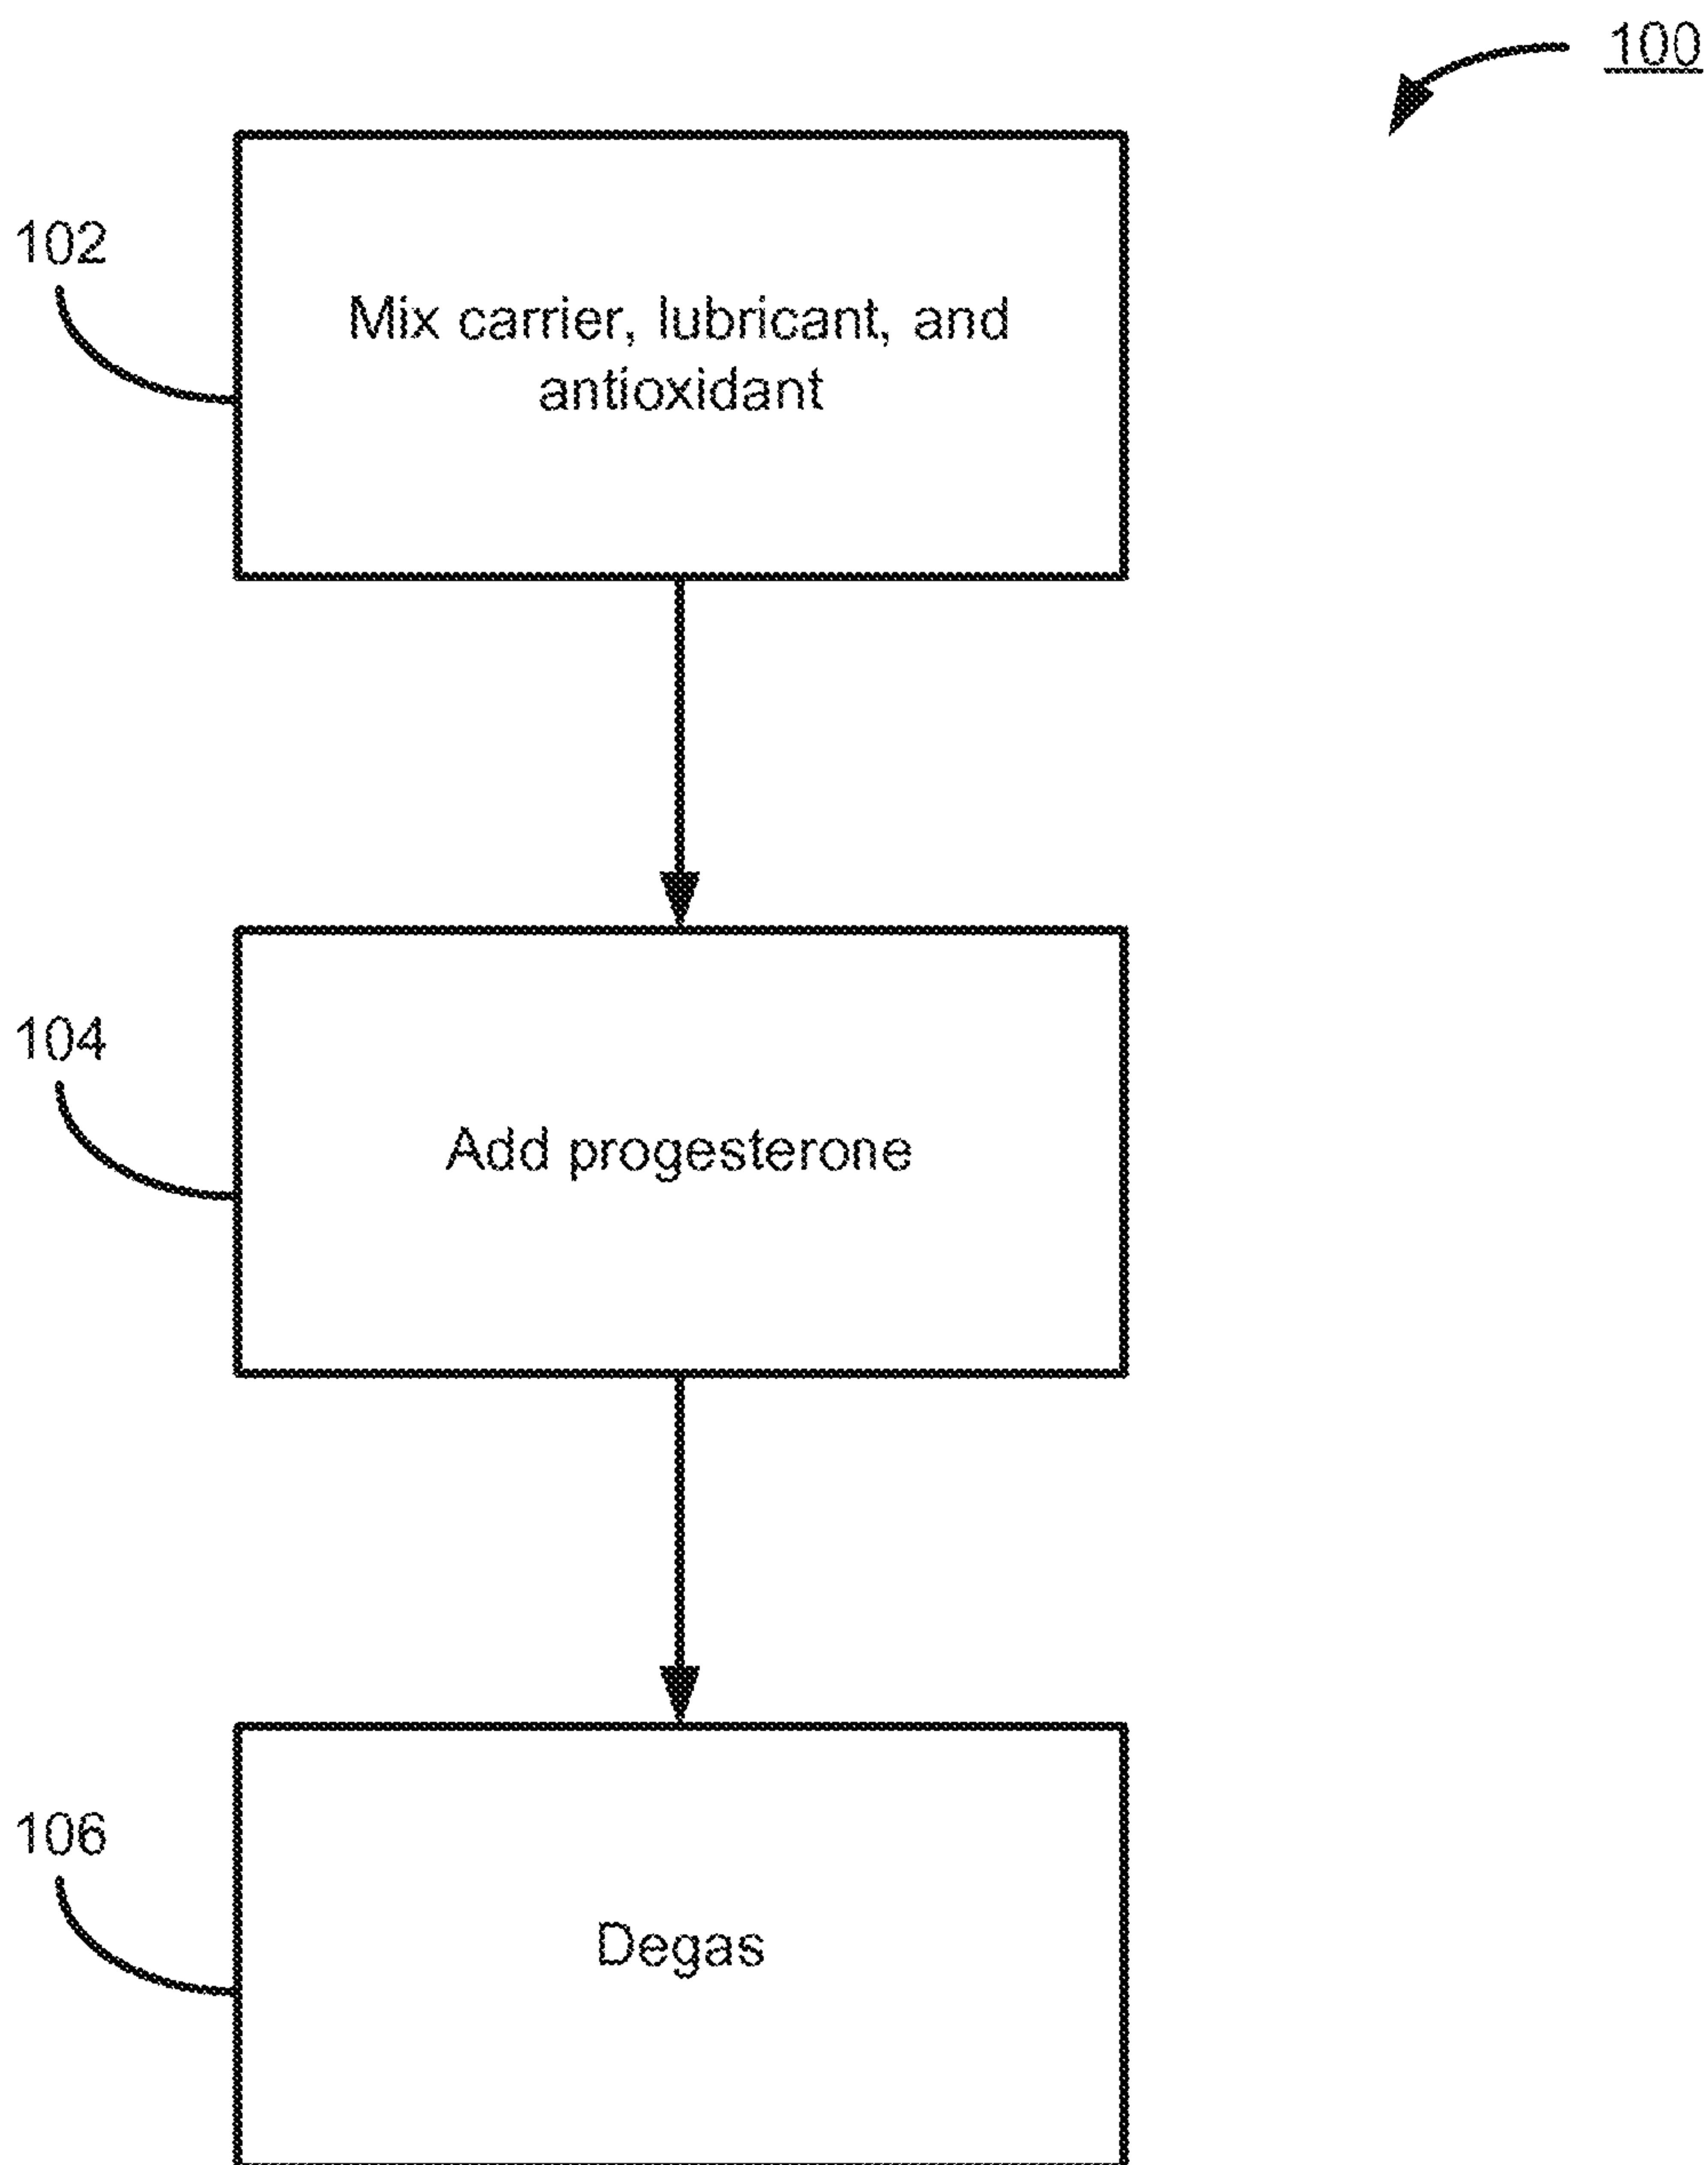 100
102
Mix carrier, lubricant, and
antioxidant
104
Add progesterone
106
Degas